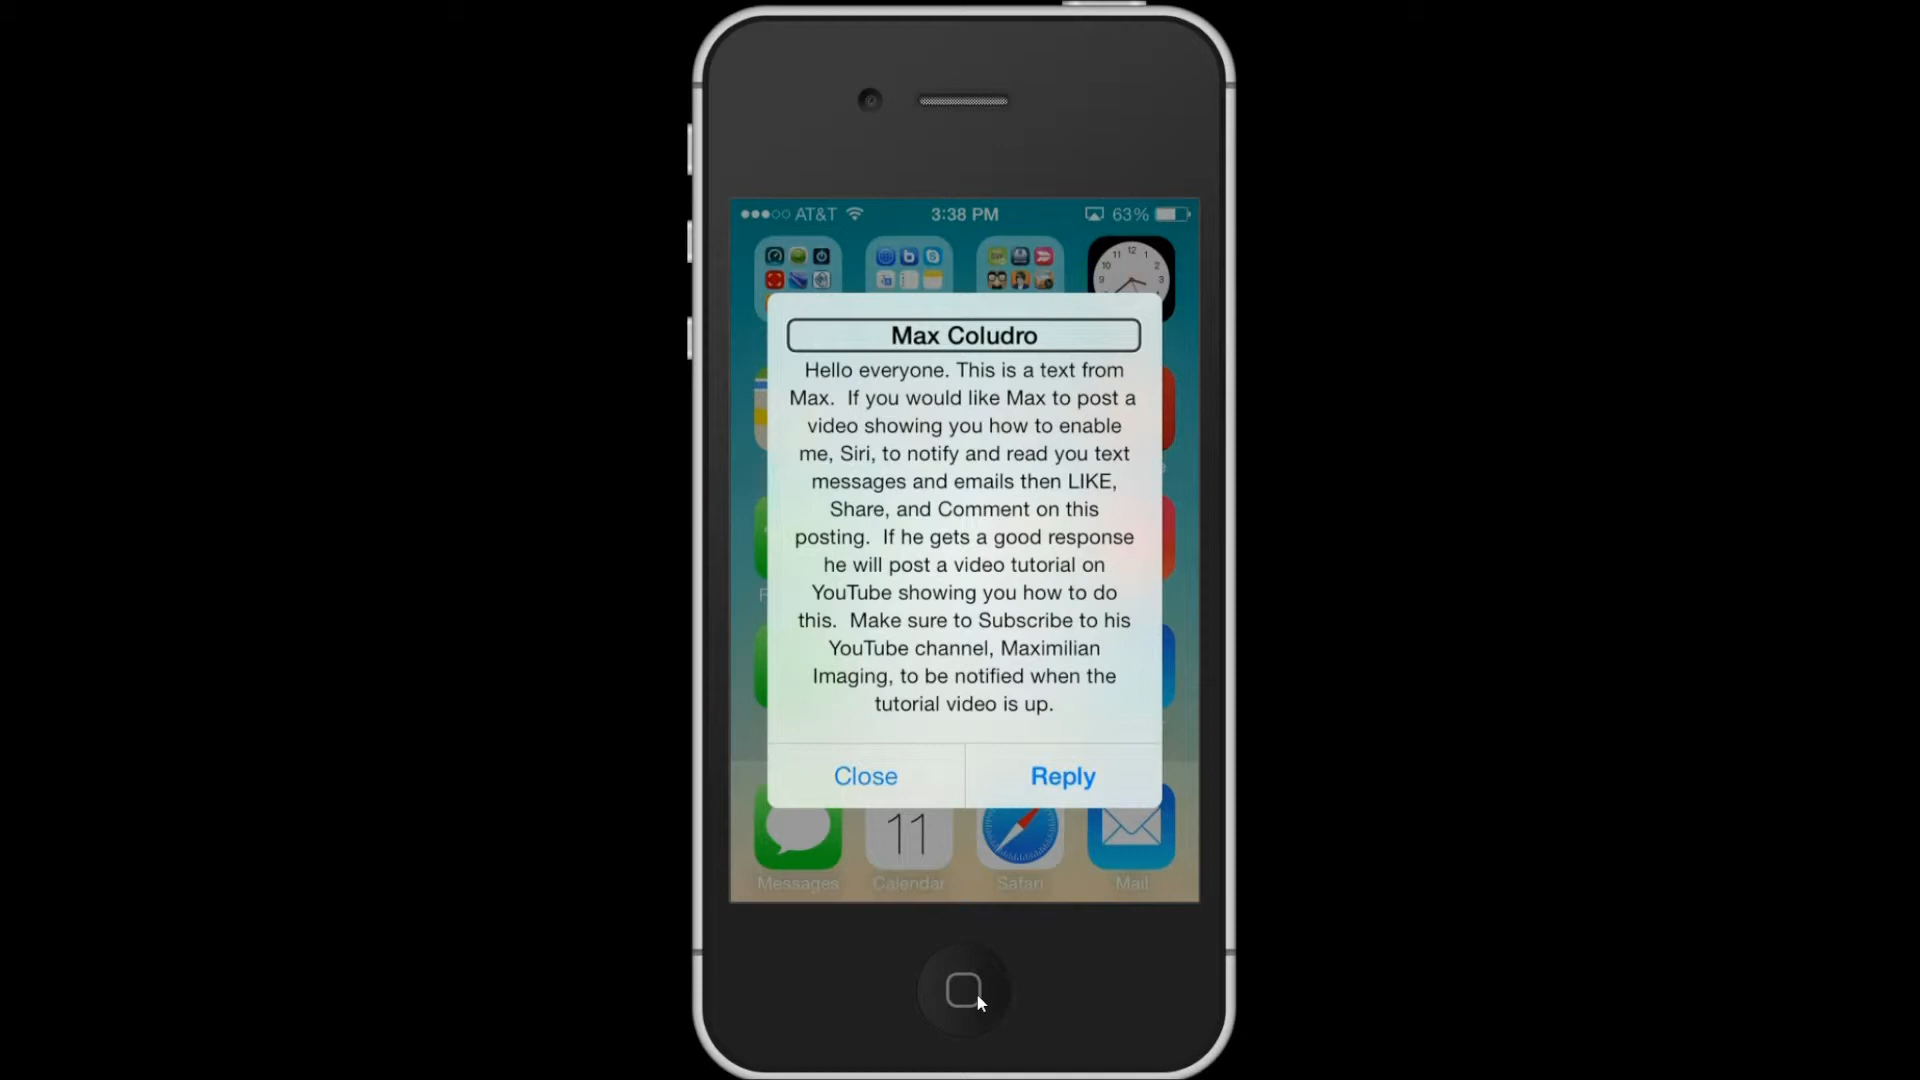 AT&T 3:38 PM 63%
Max Coludro
Hello everyone. This is a text from
Max.  If you would like Max to post a
video showing you how to enable
me, Siri, to notify and read you text
messages and emails then LIKE,
Share, and Comment on this
posting.  If he gets a good response
he will post a video tutorial on
YouTube showing you how to do
this.  Make sure to Subscribe to his
YouTube channel, Maximilian
Imaging, to be notified when the
tutorial video is up.
Close Reply
11
Messages Calendar Safari Mail